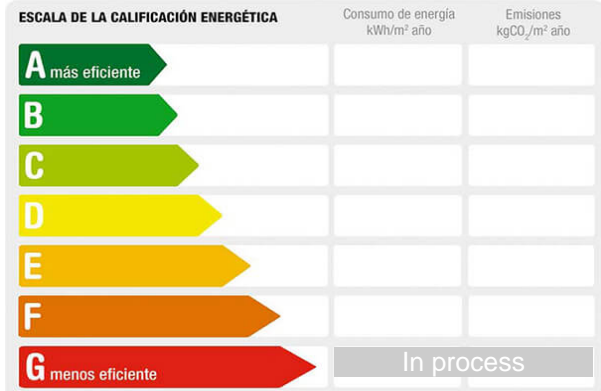 ESCALA DE LA CALIFICACIÓN ENERGÉTICA
Consumo de energía
kWh/m² año
Emisiones
kgCO₂/m² año
A más eficiente
B
C
D
E
F
G menos eficiente
In process